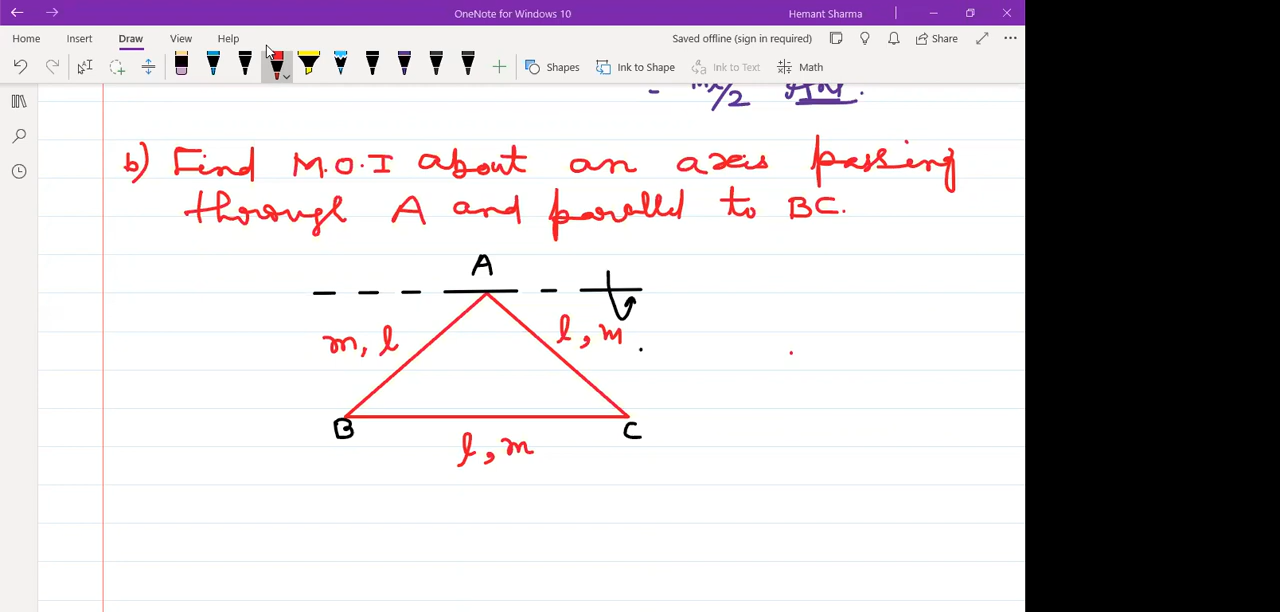 OneNote for Windows 10
Hemant Sharma
Home Insert Draw View Help
Saved offline (sign in required)
Share
Shapes
Ink to Shape
Ink to Text
Math
b) Find M.O.I about an axis passing
through A and parallel to BC.
A
m, l
l, m
B
C
l, m